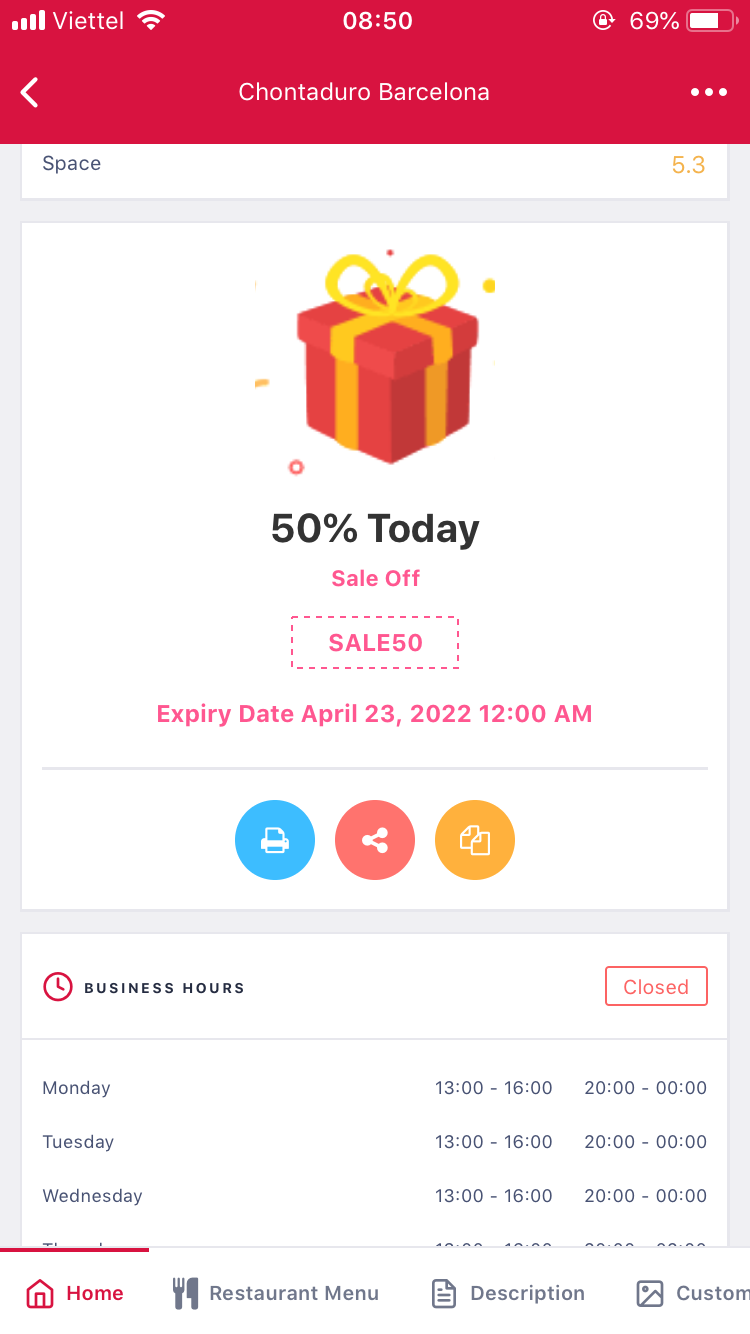 Viettel 08:50 69%
Chontaduro Barcelona
Space 5.3
50% Today
Sale Off
SALE50
Expiry Date April 23, 2022 12:00 AM
BUSINESS HOURS Closed
Monday 13:00 - 16:00 20:00 - 00:00
Tuesday 13:00 - 16:00 20:00 - 00:00
Wednesday 13:00 - 16:00 20:00 - 00:00
Home Restaurant Menu Description Custom